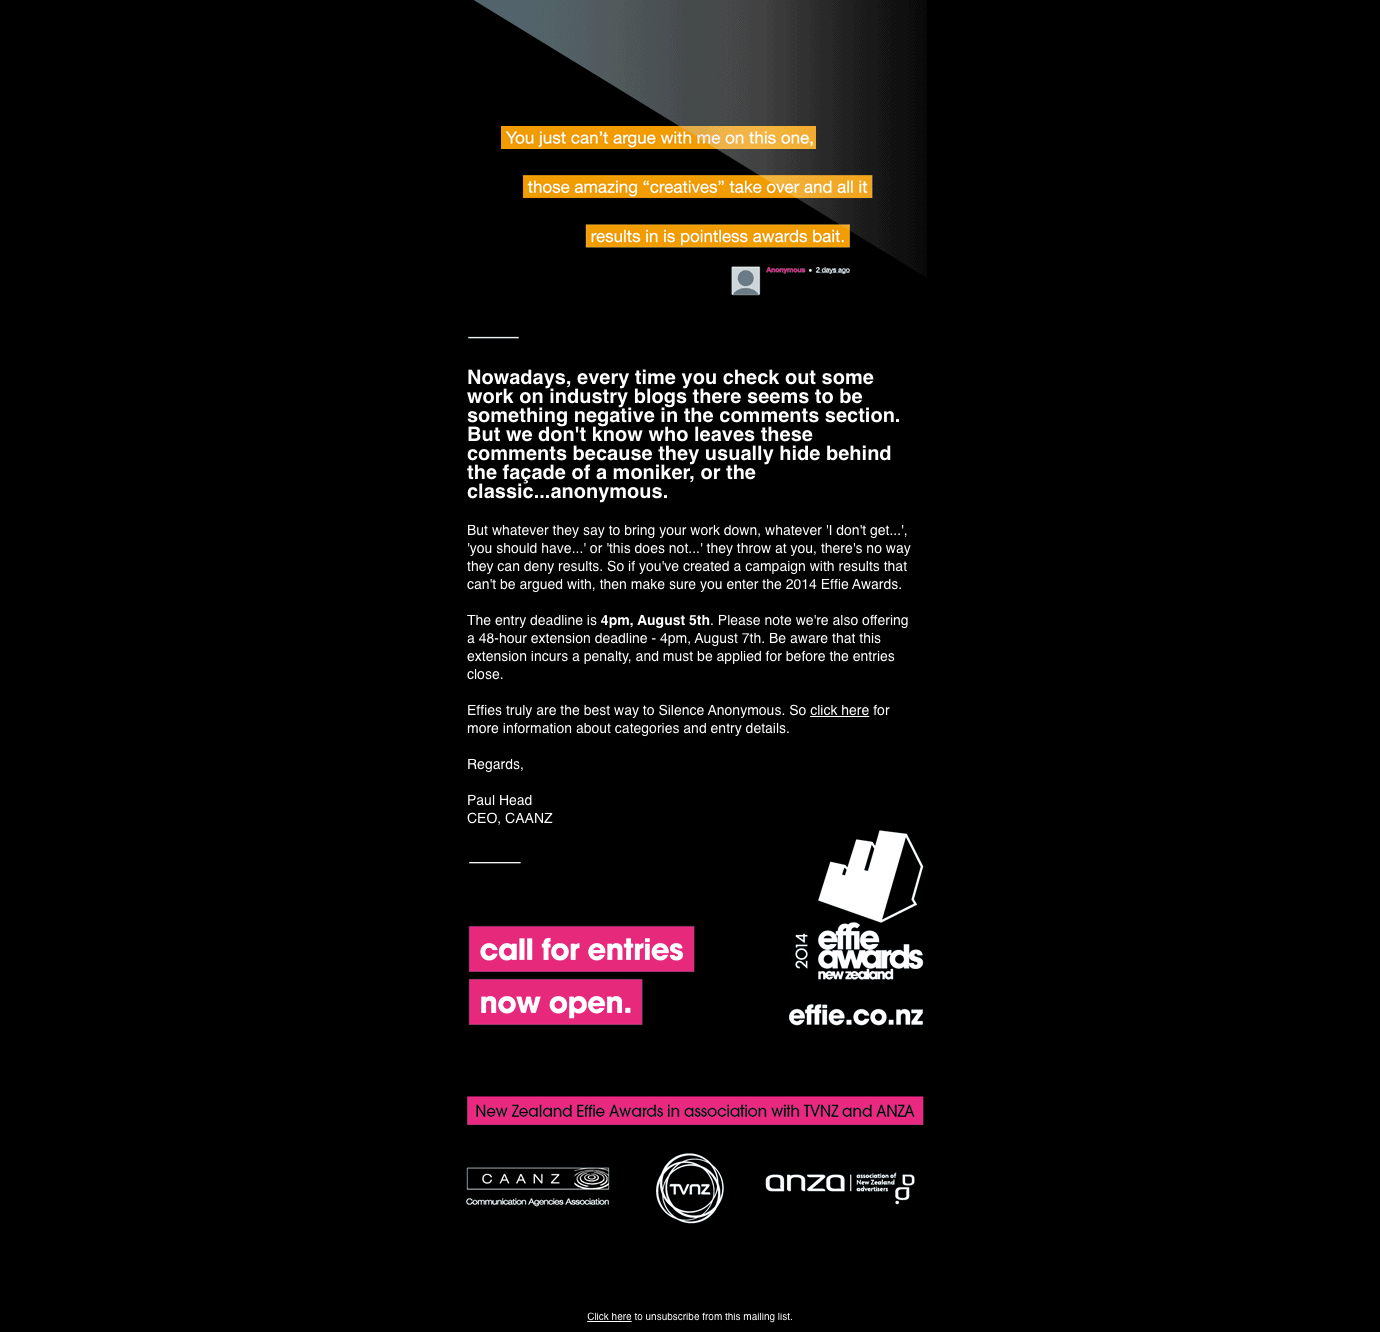 You just can't argue with me on this one,
those amazing “creatives” take over and all it
results in is pointless awards bait.
Anonymous • 2 days ago
Nowadays, every time you check out some
work on industry blogs there seems to be
something negative in the comments section.
But we don't know who leaves these
comments because they usually hide behind
the façade of a moniker, or the
classic...anonymous.
But whatever they say to bring your work down, whatever 'I don't get...',
'you should have...' or 'this does not...' they throw at you, there's no way
they can deny results. So if you've created a campaign with results that
can't be argued with, then make sure you enter the 2014 Effie Awards.
The entry deadline is 4pm, August 5th. Please note we're also offering
a 48-hour extension deadline - 4pm, August 7th. Be aware that this
extension incurs a penalty, and must be applied for before the entries
close.
Effies truly are the best way to Silence Anonymous. So click here for
more information about categories and entry details.
Regards,
Paul Head
CEO, CAANZ
call for entries
now open.
2014
effie
awards
new zealand
effie.co.nz
New Zealand Effie Awards in association with TVNZ and ANZA
CAANZ
Communication Agencies Association
TVNZ
anza
association of
New Zealand
advertisers
Click here to unsubscribe from this mailing list.